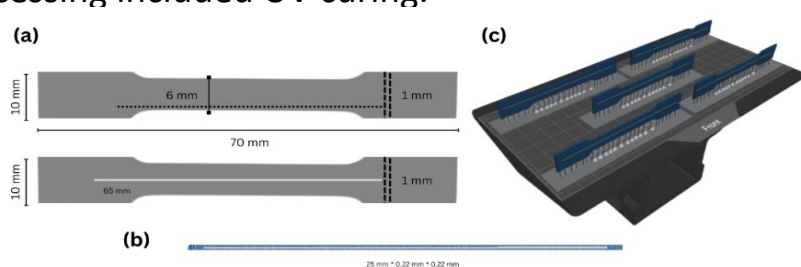 essing included UV curing.
(a)
10 mm
6 mm
1 mm
70 mm
10 mm
65 mm
1 mm
(b)
25 mm * 0.22 mm * 0.22 mm
(c)
Front